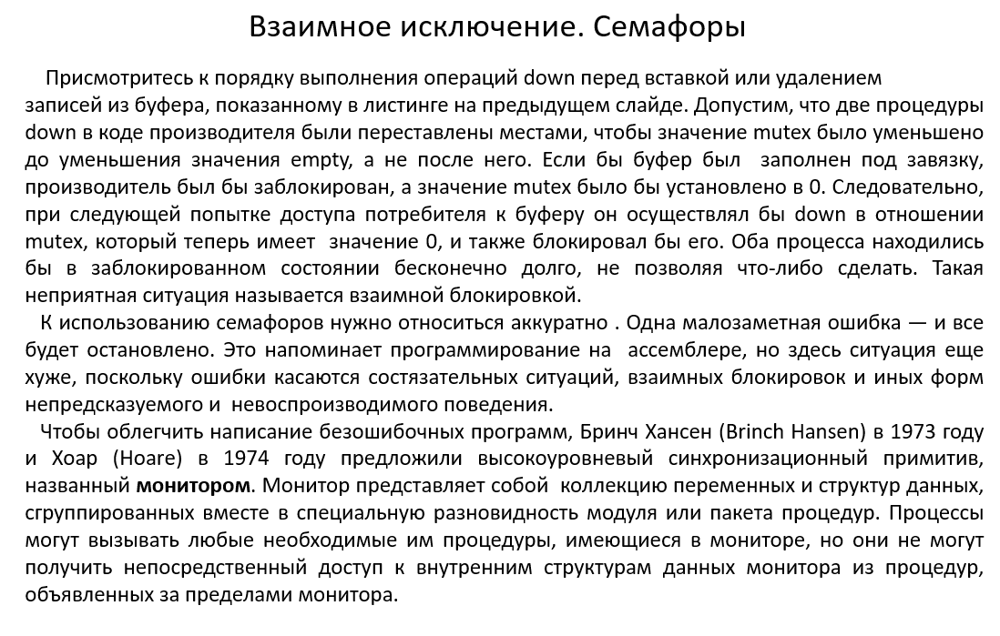 Взаимное исключение. Семафоры
Присмотритесь к порядку выполнения операций down перед вставкой или удалением
записей из буфера, показанному в листинге на предыдущем слайде. Допустим, что две процедуры
down в коде производителя были переставлены местами, чтобы значение mutex было уменьшено
до уменьшения значения empty, а не после него. Если бы буфер был заполнен под завязку,
производитель был бы заблокирован, а значение mutex было бы установлено в 0. Следовательно,
при следующей попытке доступа потребителя к буферу он осуществлял бы down в отношении
mutex, который теперь имеет значение 0, и также блокировал бы его. Оба процесса находились
бы в заблокированном состоянии бесконечно долго, не позволяя что-либо сделать. Такая
неприятная ситуация называется взаимной блокировкой.
К использованию семафоров нужно относиться аккуратно . Одна малозаметная ошибка — и все
будет остановлено. Это напоминает программирование на ассемблере, но здесь ситуация еще
хуже, поскольку ошибки касаются состязательных ситуаций, взаимных блокировок и иных форм
непредсказуемого и невоспроизводимого поведения.
Чтобы облегчить написание безошибочных программ, Бринч Хансен (Brinch Hansen) в 1973 году
и Хоар (Hoare) в 1974 году предложили высокоуровневый синхронизационный примитив,
названный монитором. Монитор представляет собой коллекцию переменных и структур данных,
сгруппированных вместе в специальную разновидность модуля или пакета процедур. Процессы
могут вызывать любые необходимые им процедуры, имеющиеся в мониторе, но они не могут
получить непосредственный доступ к внутренним структурам данных монитора из процедур,
объявленных за пределами монитора.